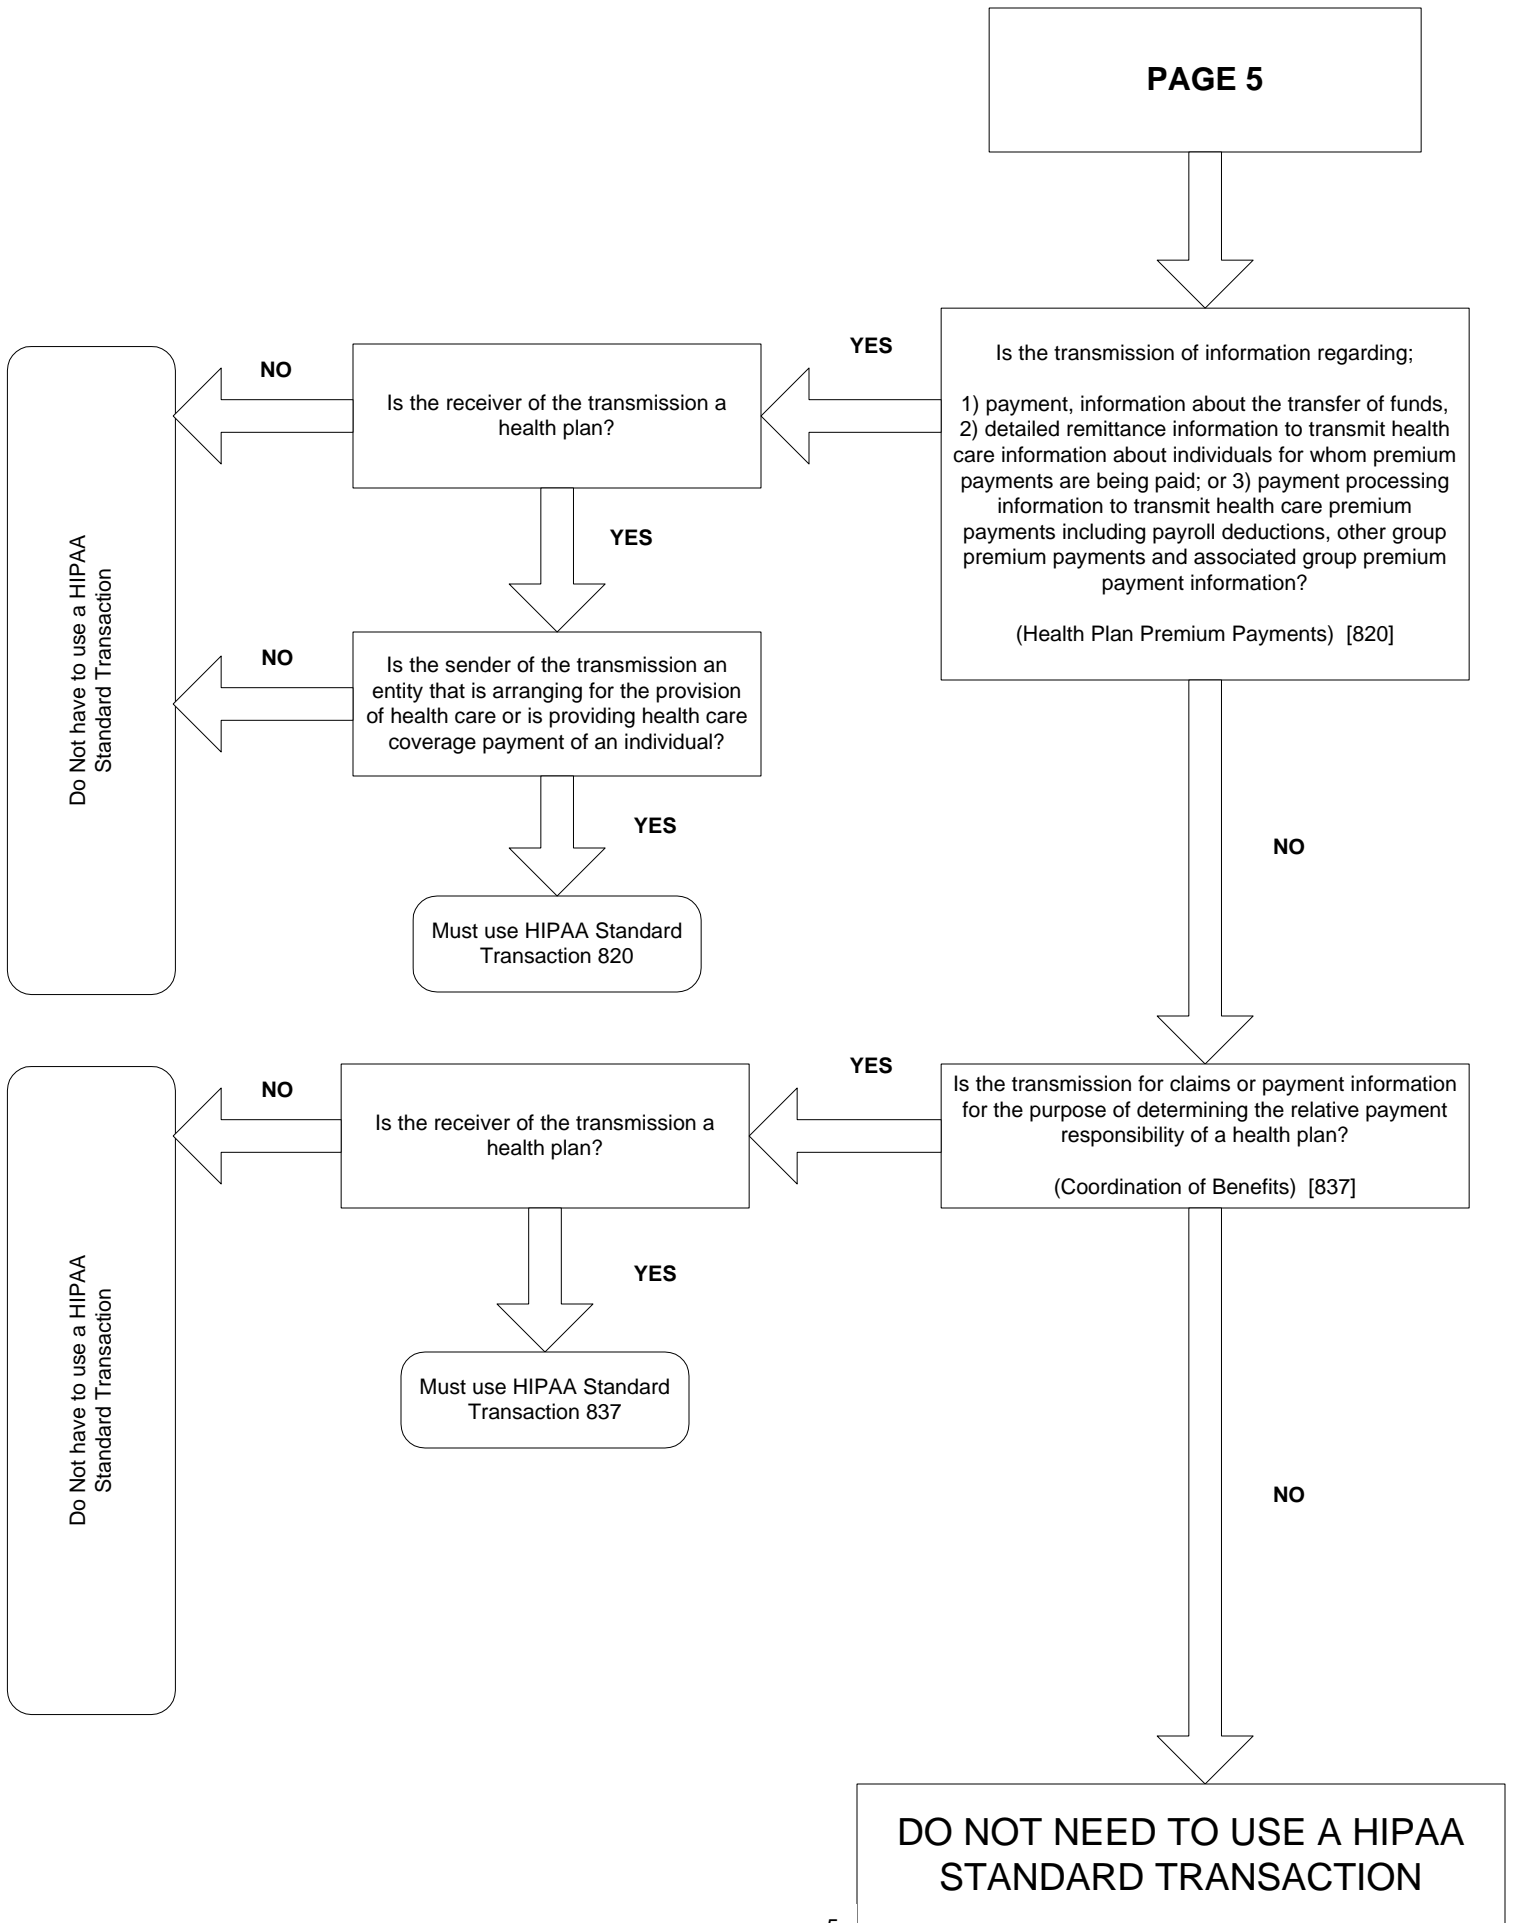 PAGE 5
YES
Is the transmission of information regarding;
1) payment, information about the transfer of funds,
2) detailed remittance information to transmit health
care information about individuals for whom premium
payments are being paid; or 3) payment processing
information to transmit health care premium
payments including payroll deductions, other group
premium payments and associated group premium
payment information?
(Health Plan Premium Payments) [820]
NO
Is the receiver of the transmission a
health plan?
YES
Do Not have to use a HIPAA
Standard Transaction
NO
Is the sender of the transmission an
entity that is arranging for the provision
of health care or is providing health care
coverage payment of an individual?
YES
NO
Must use HIPAA Standard
Transaction 820
YES
Is the transmission for claims or payment information
for the purpose of determining the relative payment
responsibility of a health plan?
(Coordination of Benefits) [837]
NO
Is the receiver of the transmission a
health plan?
Do Not have to use a HIPAA
Standard Transaction
YES
Must use HIPAA Standard
Transaction 837
NO
DO NOT NEED TO USE A HIPAA
STANDARD TRANSACTION
5